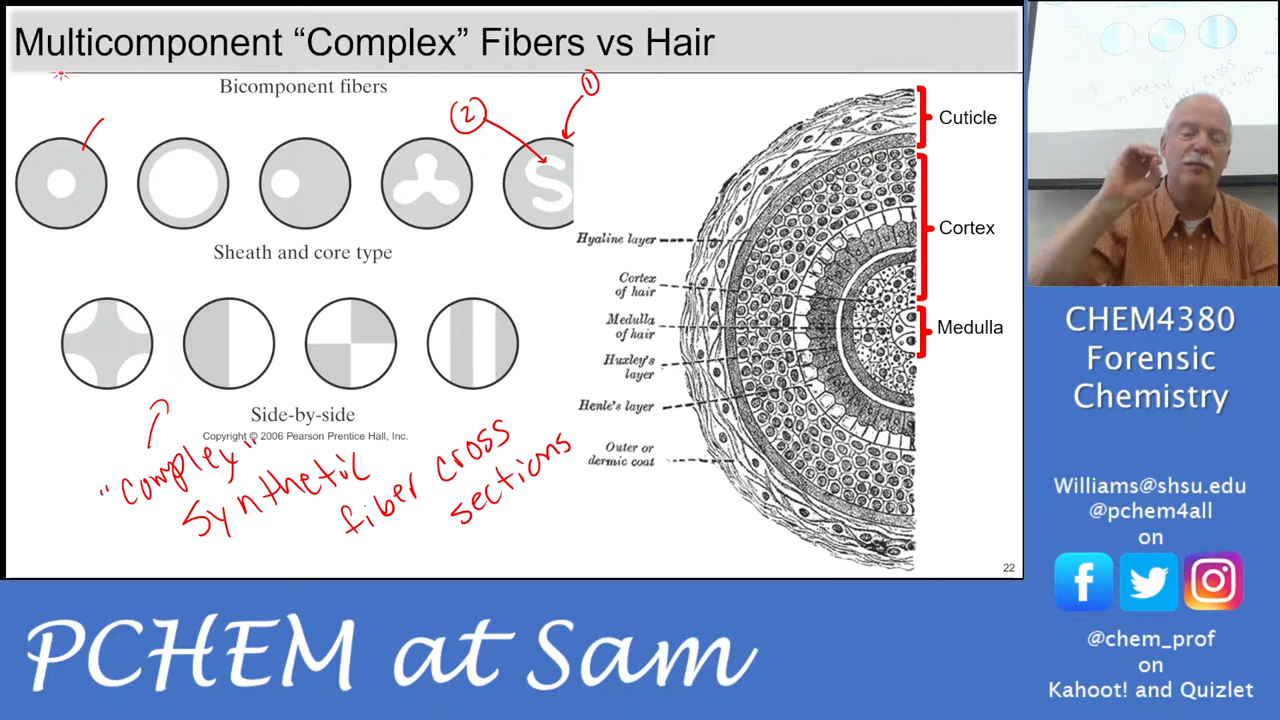 Multicomponent “Complex” Fibers vs Hair
Bicomponent fibers
①
②
S
Sheath and core type
Side-by-side
Copyright © 2006 Pearson Prentice Hall, Inc.
"complex"
synthetic
fiber cross
sections
Cuticle
Cortex
Medulla
Hyaline layer
Cortex
of hair
Medulla
of hair
Huxley's
layer
Henle's layer
Outer or
dermic coat
22
CHEM4380
Forensic
Chemistry
Williams@shsu.edu
@pchem4all
on
@chem_prof
on
Kahoot! and Quizlet
PCHEM at Sam